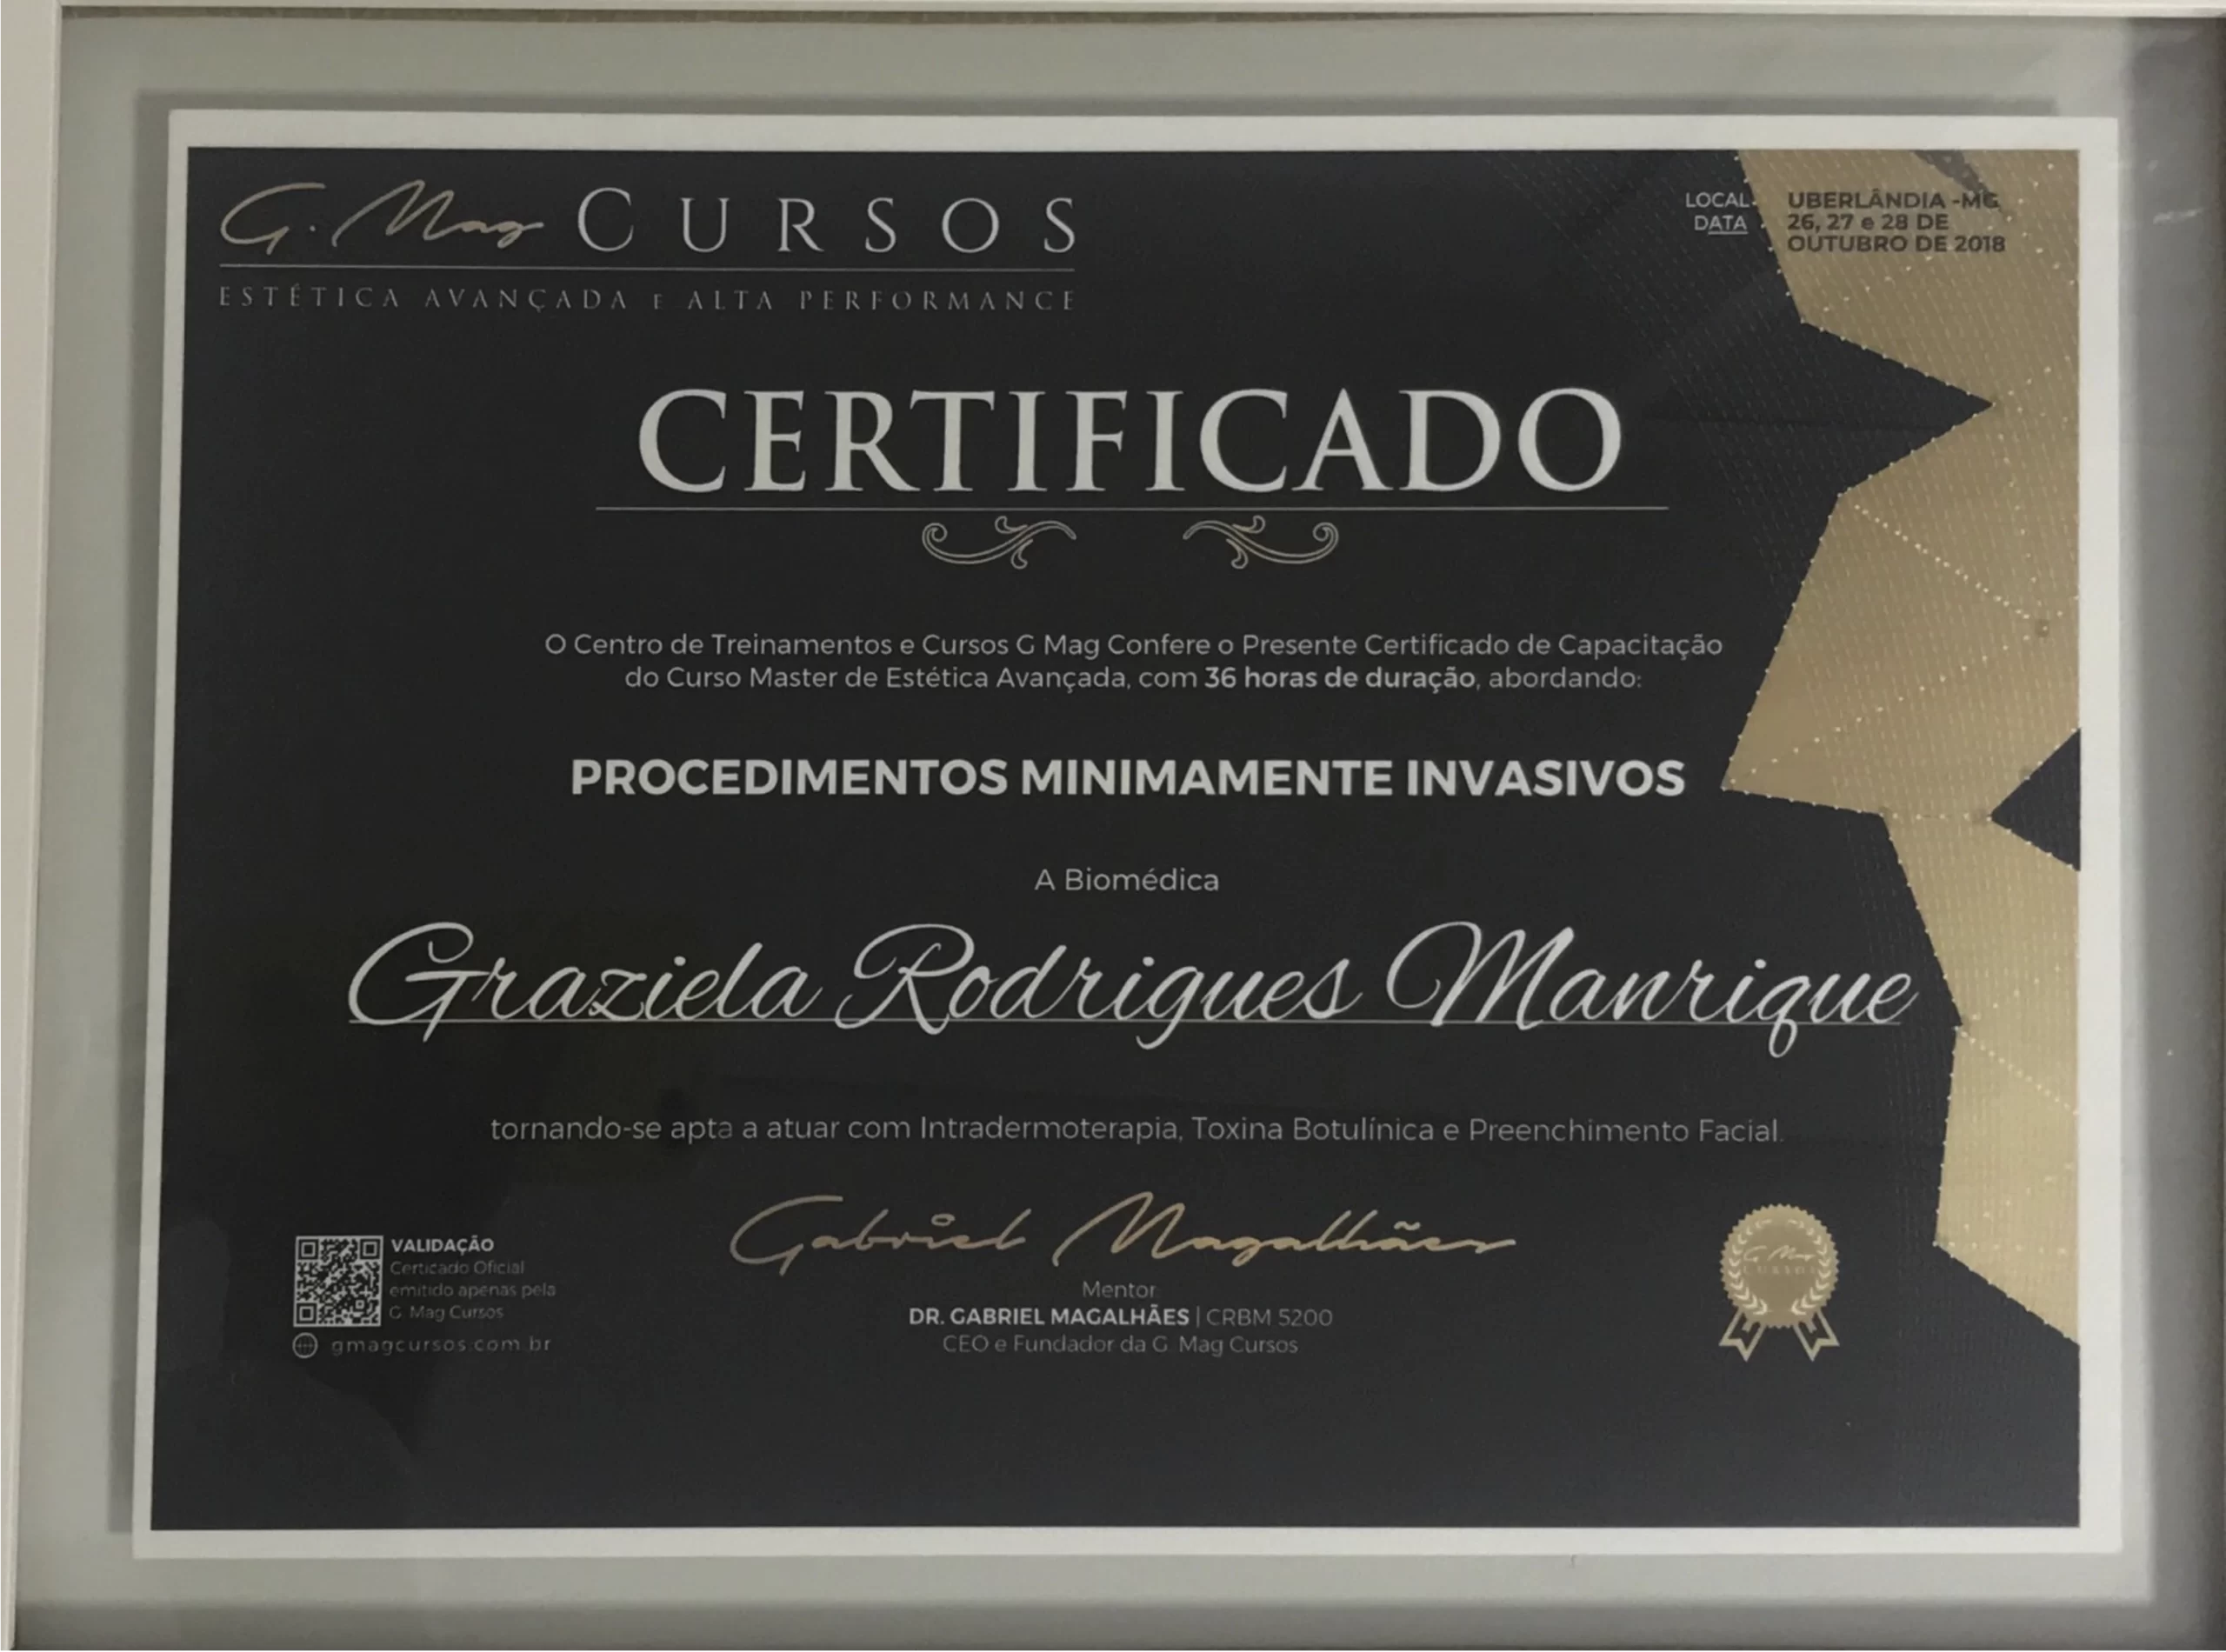 G. Mag CURSOS
ESTÉTICA AVANÇADA E ALTA PERFORMANCE
LOCAL UBERLÂNDIA -MG
DATA 26, 27 e 28 DE
OUTUBRO DE 2018
CERTIFICADO
O Centro de Treinamentos e Cursos G Mag Confere o Presente Certificado de Capacitação
do Curso Master de Estética Avançada, com 36 horas de duração, abordando:
PROCEDIMENTOS MINIMAMENTE INVASIVOS
A Biomédica
Graziela Rodrigues Manrique
tornando-se apta a atuar com Intradermoterapia, Toxina Botulínica e Preenchimento Facial.
VALIDAÇÃO
Certicado Oficial
emitido apenas pela
G Mag Cursos
gmagcursos.com.br
Gabriel Magalhães
Mentor
DR. GABRIEL MAGALHÃES | CRBM 5200
CEO e Fundador da G Mag Cursos
G. Mag
CURSOS